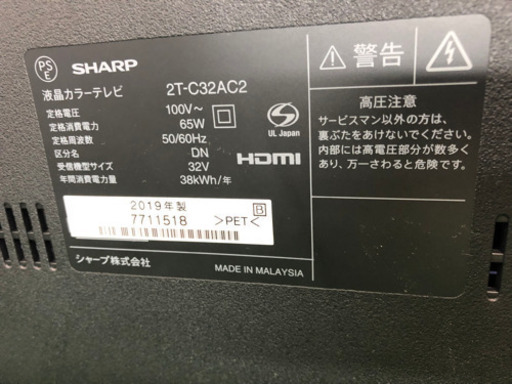 PS
E
SHARP
液晶カラーテレビ 2T-C32AC2
定格電圧 100V～
定格消費電力 65W
定格周波数 50/60Hz
区分名 DN
受信機型サイズ 32V
年間消費電力量 38kWh/年
UL Japan
HDMI
2019年製 B
7711518 >PET<
シャープ株式会社
MADE IN MALAYSIA
警告
高圧注意
サービスマン以外の方は、
裏ぶたをあけないでください。
内部には高電圧部分が数多く
あり、万一さわると危険です。